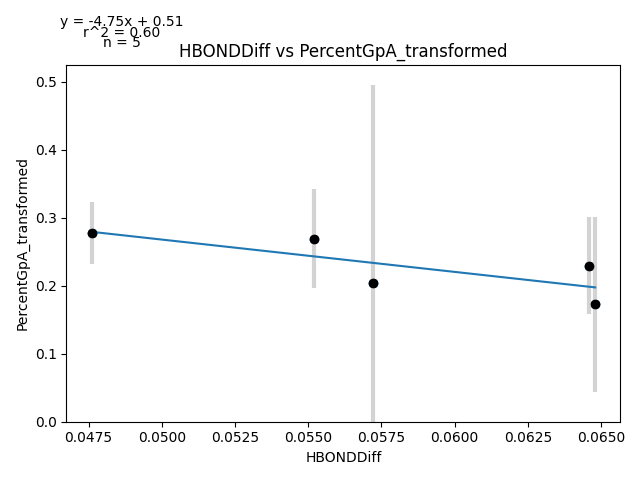 y = -4.75x + 0.51
r^2 = 0.60
n = 5
HBONDDiff vs PercentGpA_transformed
PercentGpA_transformed
0.5
0.4
0.3
0.2
0.1
0.0
0.0475 0.0500 0.0525 0.0550 0.0575 0.0600 0.0625 0.0650
HBONDDiff